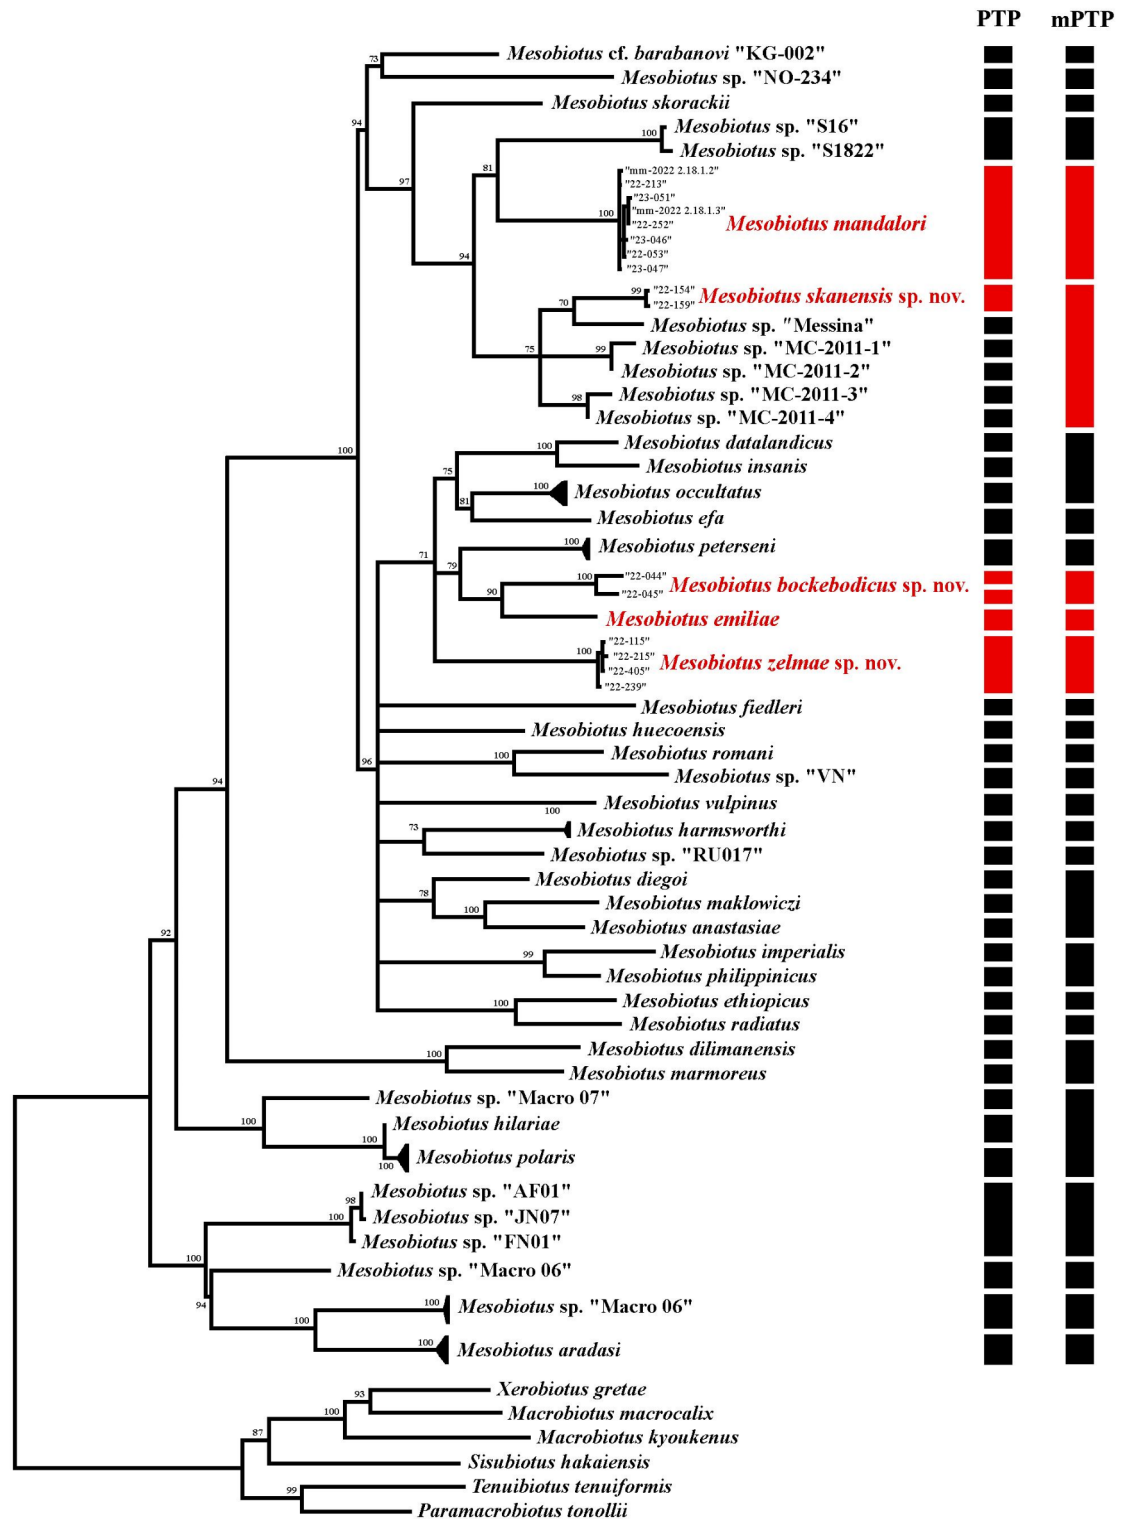 PTP mPTP
73 Mesobiotus cf. barabanovi "KG-002"
Mesobiotus sp. "NO-234"
Mesobiotus skorackii
94
Mesobiotus sp. "S16"
100
Mesobiotus sp. "S1822"
81
"mm-2022 2.18.1.2"
"22-213"
97
"23-051"
"mm-2022 2.18.1.3"
100
"22-252"
Mesobiotus mandalori
"23-046"
94
"22-053"
"23-047"
99 "22-154"
Mesobiotus skanensis sp. nov.
70 "22-159"
Mesobiotus sp. "Messina"
75 99 Mesobiotus sp. "MC-2011-1"
Mesobiotus sp. "MC-2011-2"
98 Mesobiotus sp. "MC-2011-3"
Mesobiotus sp. "MC-2011-4"
100 100 Mesobiotus datalandicus
75 Mesobiotus insanis
81 100 Mesobiotus occultatus
Mesobiotus efa
71 100 Mesobiotus peterseni
79
100 "22-044"
Mesobiotus bockebodicus sp. nov.
90 "22-045"
Mesobiotus emiliae
"22-115"
100 "22-215"
Mesobiotus zelmae sp. nov.
"22-405"
"22-239"
Mesobiotus fiedleri
Mesobiotus huecoensis
100 Mesobiotus romani
96
Mesobiotus sp. "VN"
94
Mesobiotus vulpinus
73 100 Mesobiotus harmsworthi
Mesobiotus sp. "RU017"
Mesobiotus diegoi
78 100 Mesobiotus maklowiczi
Mesobiotus anastasiae
92
99 Mesobiotus imperialis
Mesobiotus philippinicus
100 Mesobiotus ethiopicus
Mesobiotus radiatus
100 Mesobiotus dilimanensis
Mesobiotus marmoreus
Mesobiotus sp. "Macro 07"
100 Mesobiotus hilariae
100
100 Mesobiotus polaris
98 Mesobiotus sp. "AF01"
100 Mesobiotus sp. "JN07"
Mesobiotus sp. "FN01"
100 Mesobiotus sp. "Macro 06"
94 100 Mesobiotus sp. "Macro 06"
100
100 Mesobiotus aradasi
93 Xerobiotus gretae
100 Macrobiotus macrocalix
87 Macrobiotus kyoukenus
Sisubiotus hakaiensis
99 Tenuibiotus tenuiformis
Paramacrobiotus tonollii